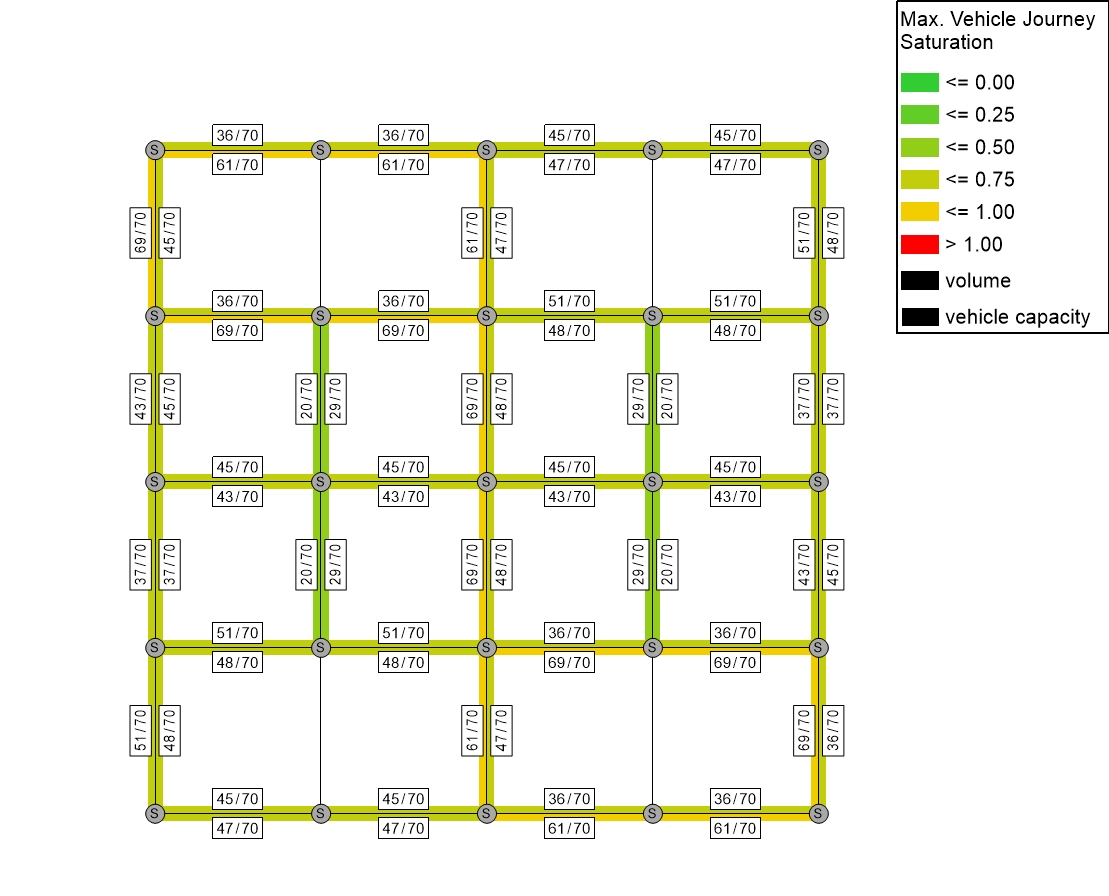 Max. Vehicle Journey
Saturation
<= 0.00
<= 0.25
<= 0.50
<= 0.75
<= 1.00
> 1.00
volume
vehicle capacity
36/70 36/70 45/70 45/70
S S S S S
61/70 61/70 47/70 47/70
69/70 45/70 61/70 47/70 51/70 48/70
36/70 36/70 51/70 51/70
S S S S S
69/70 69/70 48/70 48/70
43/70 45/70 20/70 29/70 69/70 48/70 29/70 20/70 37/70 37/70
45/70 45/70 45/70 45/70
S S S S S
43/70 43/70 43/70 43/70
37/70 37/70 20/70 29/70 69/70 48/70 29/70 20/70 43/70 45/70
51/70 51/70 36/70 36/70
S S S S S
48/70 48/70 69/70 69/70
51/70 48/70 61/70 47/70 69/70 36/70
45/70 45/70 36/70 36/70
S S S S S
47/70 47/70 61/70 61/70